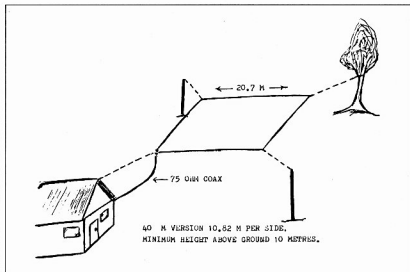 20.7 M
75 OHM COAX
40 M VERSION 10.82 M PER SIDE.
MINIMUM HEIGHT ABOVE GROUND 10 METRES.